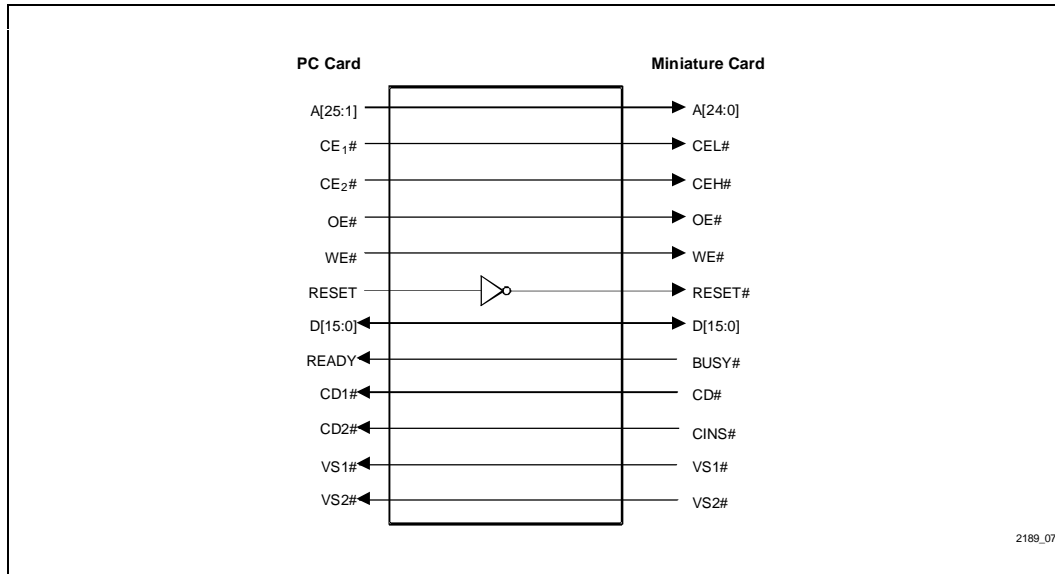 PC Card Miniature Card
A[25:1] A[24:0]
CE₁# CEL#
CE₂# CEH#
OE# OE#
WE# WE#
RESET RESET#
D[15:0] D[15:0]
READY BUSY#
CD1# CD#
CD2# CINS#
VS1# VS1#
VS2# VS2#
2189_07